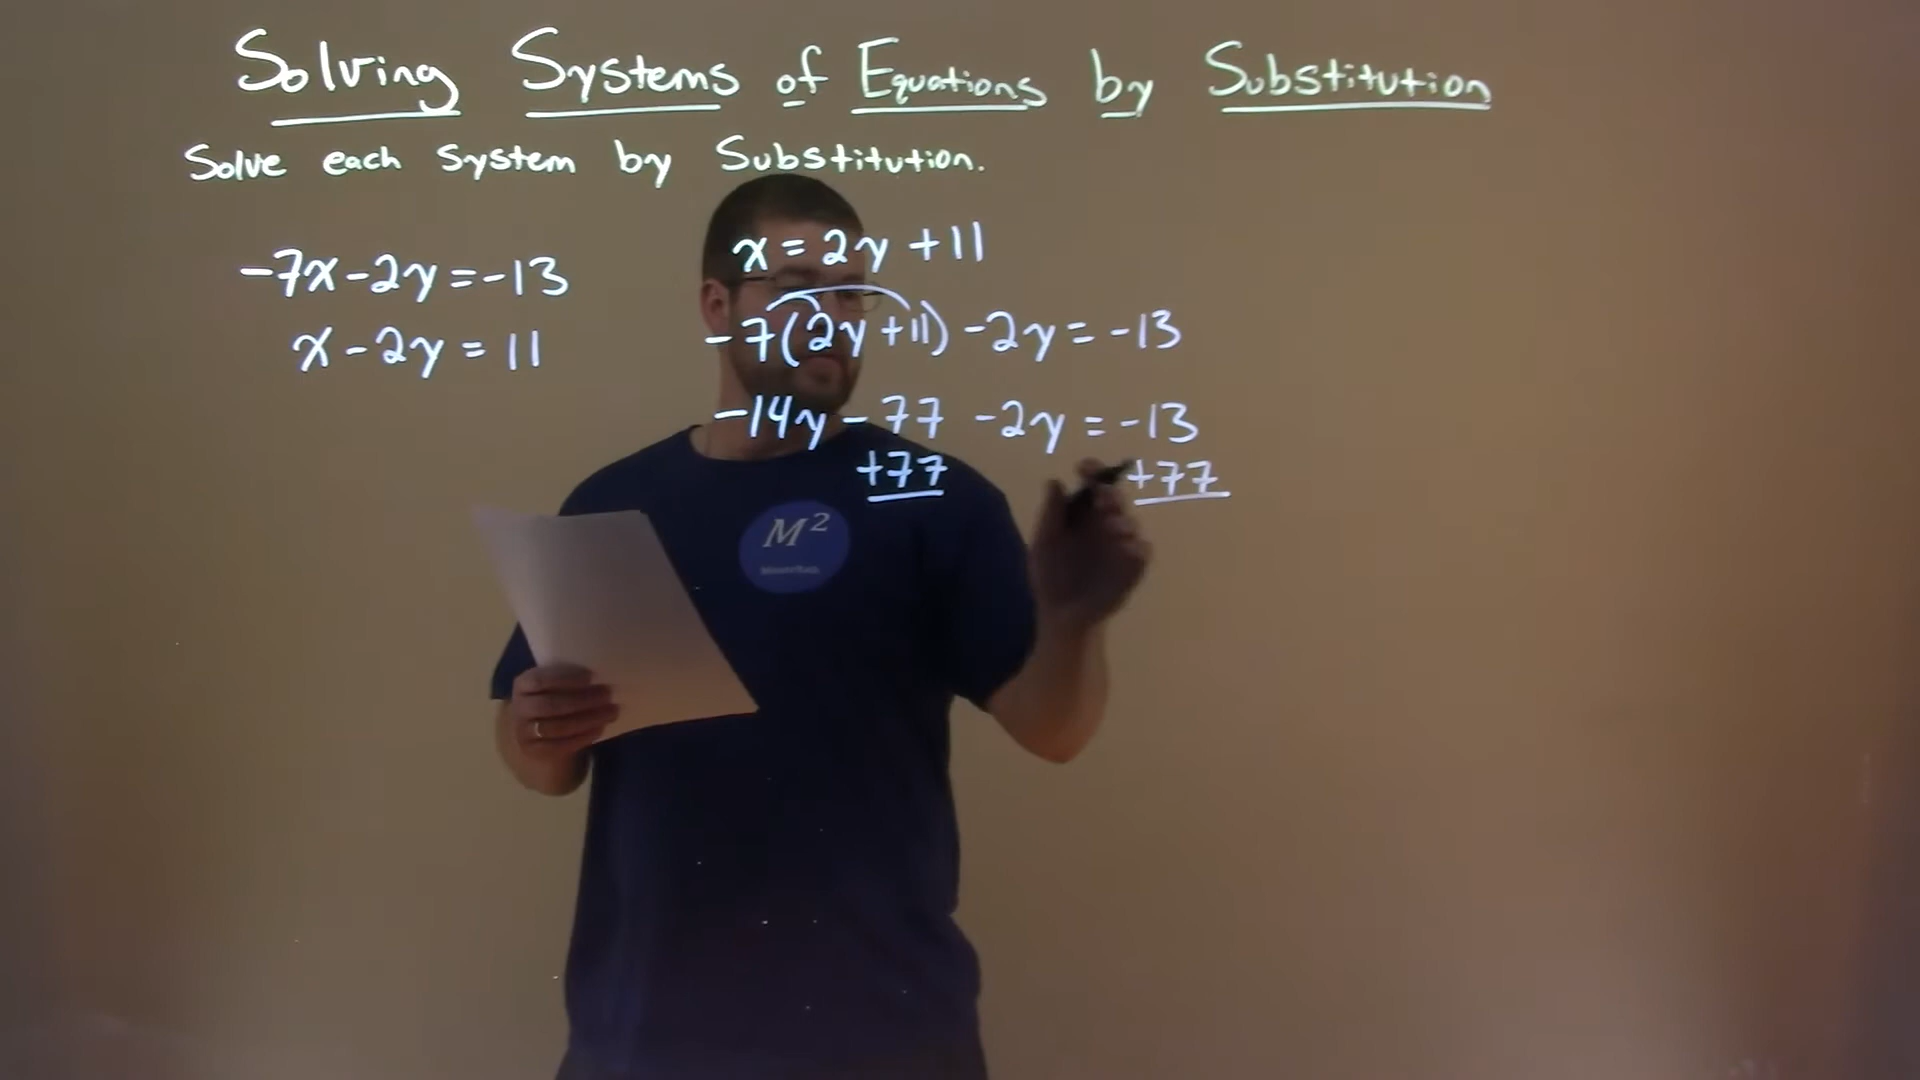 Solving Systems of Equations by Substitution
Solve each system by Substitution.
-7x-2y=-13
x-2y=11
x=2y+11
-7(2y+11)-2y=-13
-14y-77-2y=-13
+77 +77
M²